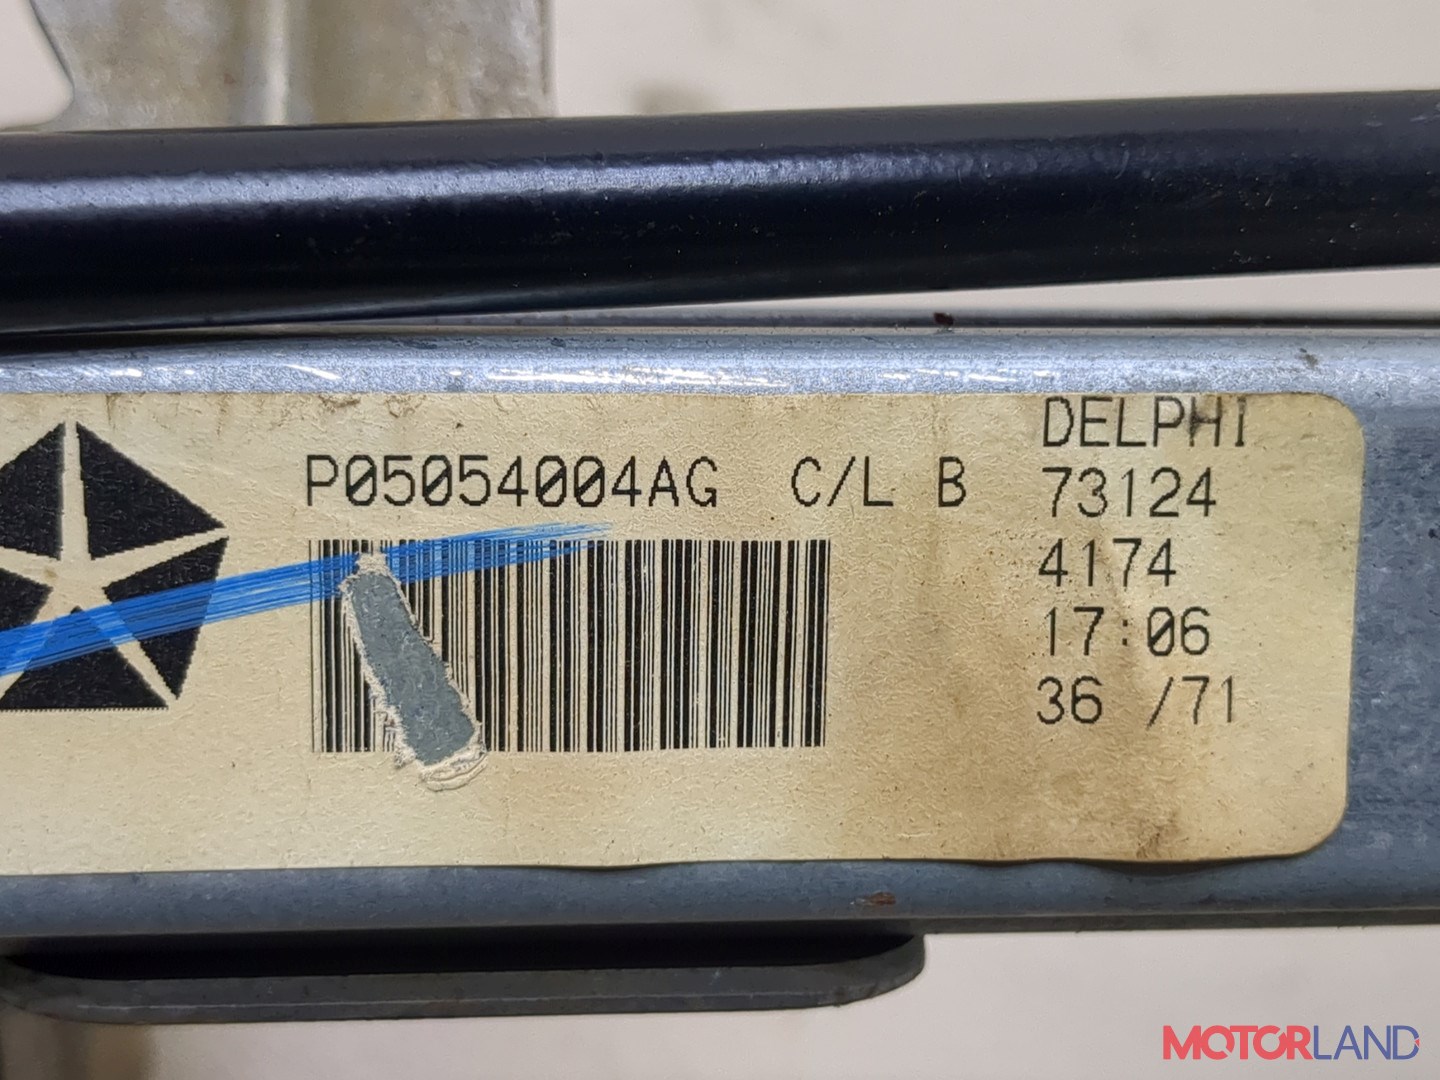 DELPHI
P05054004AG C/L B 73124
4174
17:06
36 /71
MOTORLAND